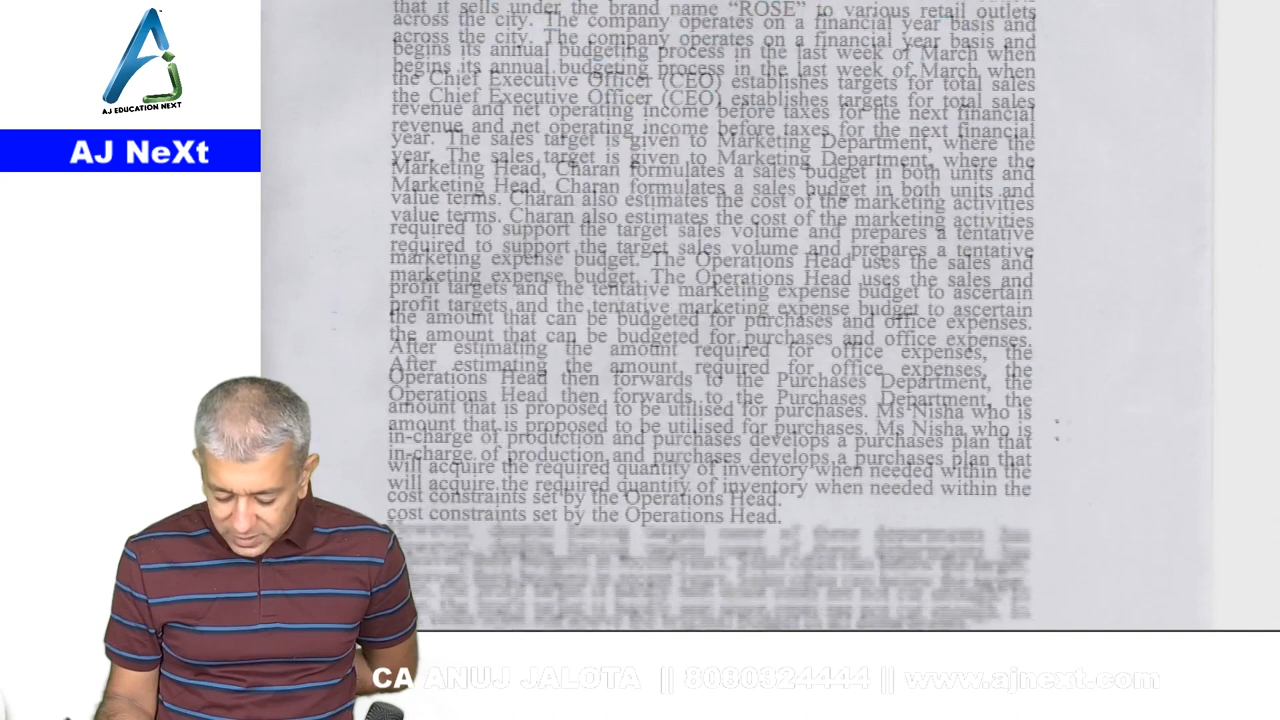 AJ EDUCATION NEXT
AJ NeXt
that it sells under the brand name “ROSE” to various retail outlets
across the city. The company operates on a financial year basis and
begins its annual budgeting process in the last week of March when
the Chief Executive Officer (CEO) establishes targets for total sales
revenue and net operating income before taxes for the next financial
year. The sales target is given to Marketing Department, where the
Marketing Head, Charan formulates a sales budget in both units and
value terms. Charan also estimates the cost of the marketing activities
required to support the target sales volume and prepares a tentative
marketing expense budget. The Operations Head uses the sales and
profit targets and the tentative marketing expense budget to ascertain
the amount that can be budgeted for purchases and office expenses.
After estimating the amount required for office expenses, the
Operations Head then forwards to the Purchases Department, the
amount that is proposed to be utilised for purchases. Ms Nisha who is
in-charge of production and purchases develops a purchases plan that
will acquire the required quantity of inventory when needed within the
cost constraints set by the Operations Head.
CA ANUJ JALOTA || 8080924444 || www.ajnext.com